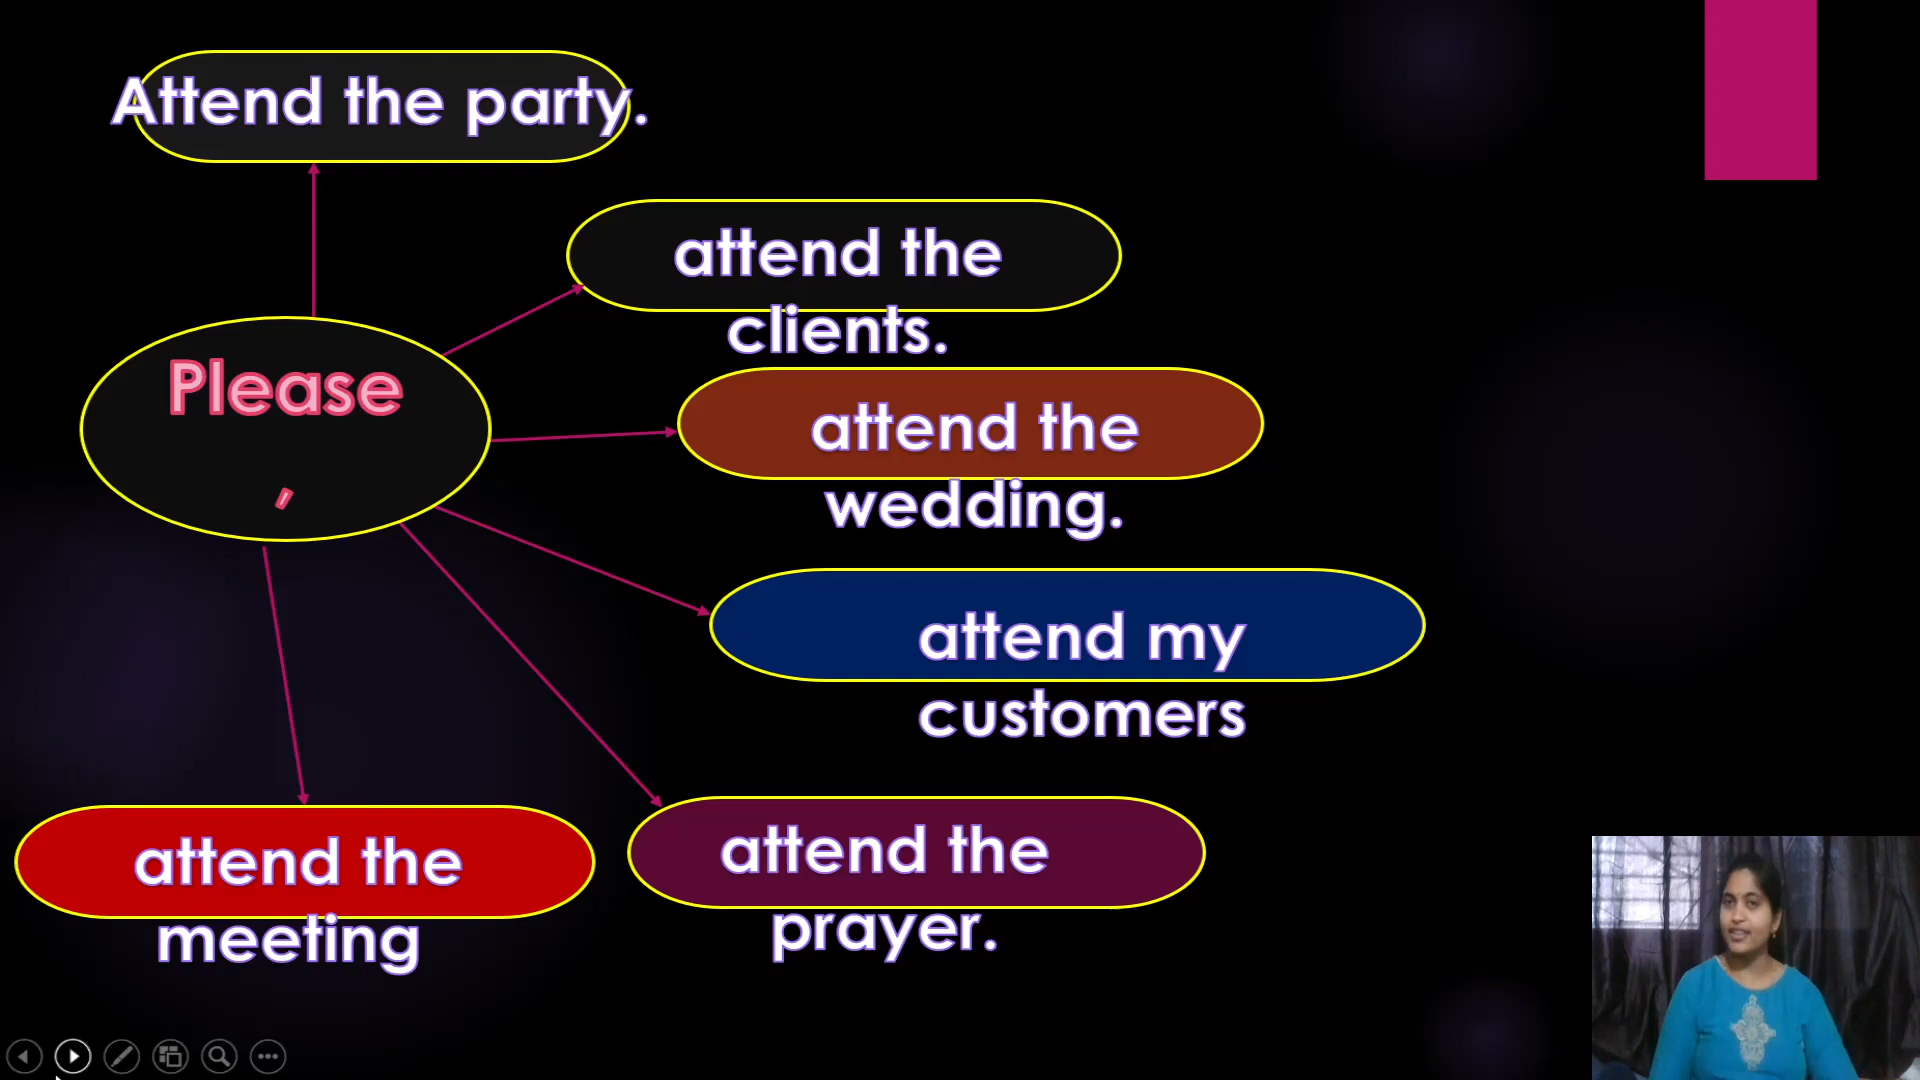 Attend the party.
attend the
clients.
Please
,
attend the
wedding.
attend my
customers
attend the
meeting
attend the
prayer.